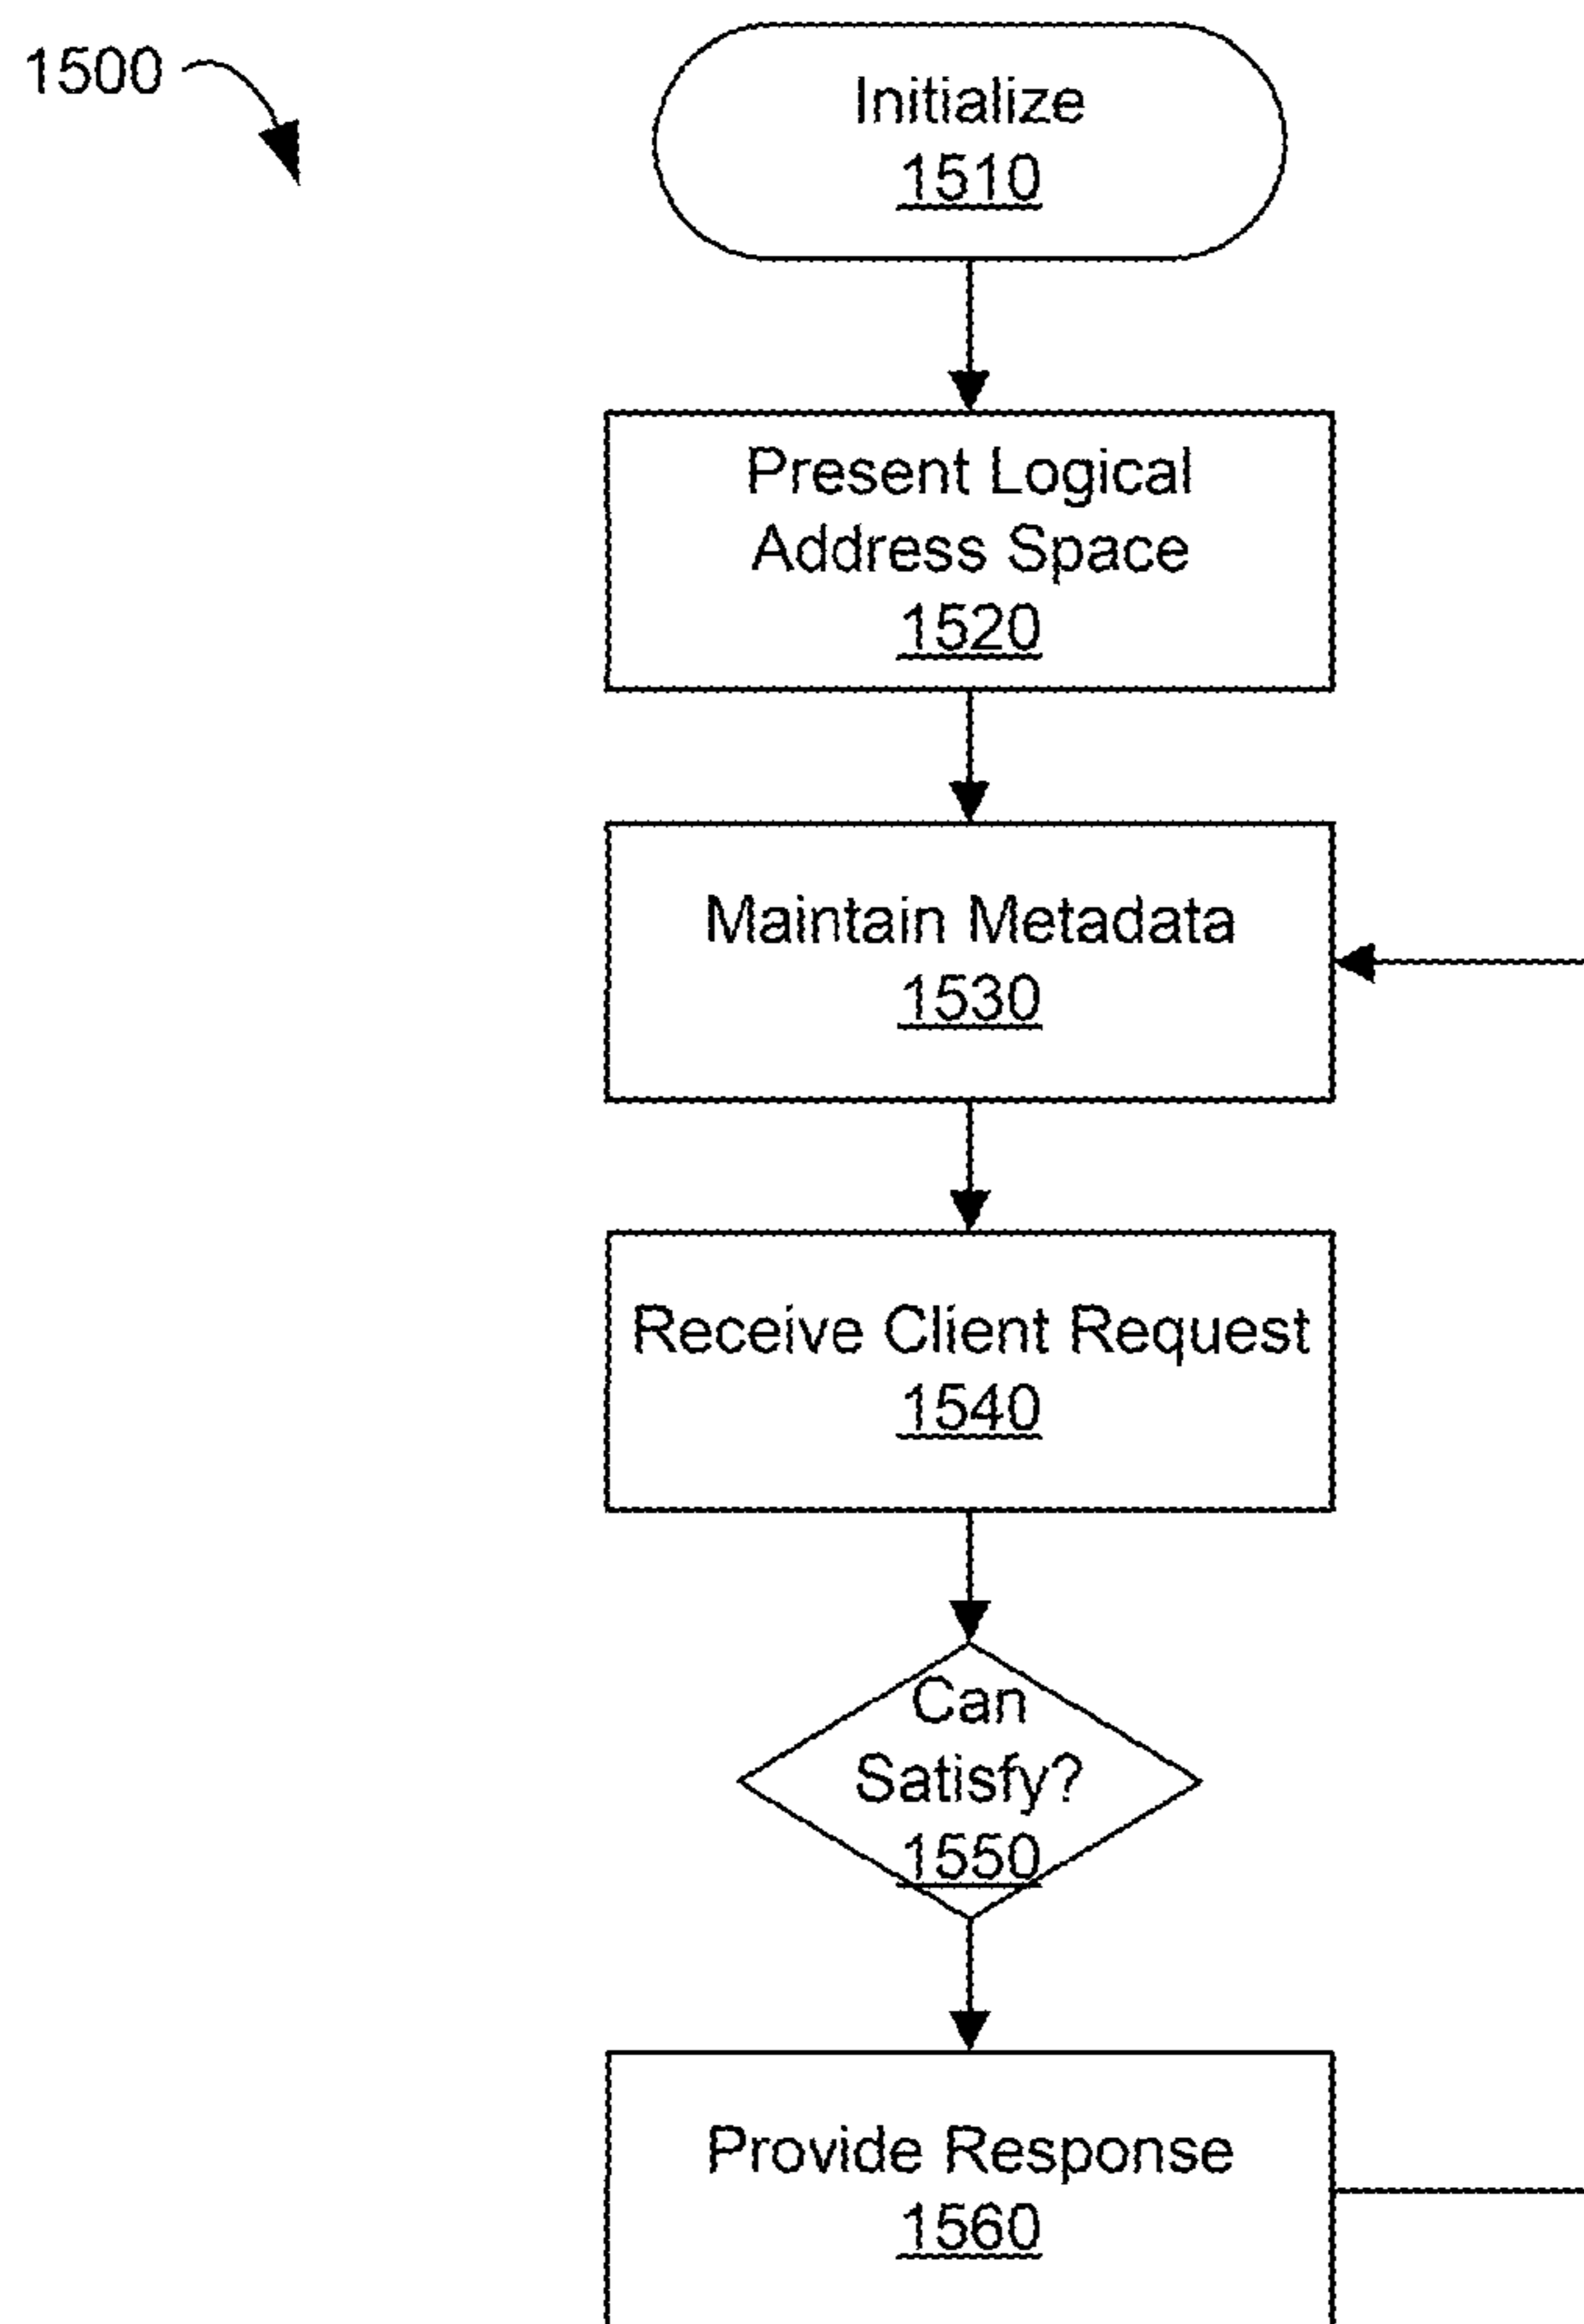 1500
Initialize
1510
Present Logical
Address Space
1520
Maintain Metadata
1530
Receive Client Request
1540
Can
Satisfy?
1550
Provide Response
1560